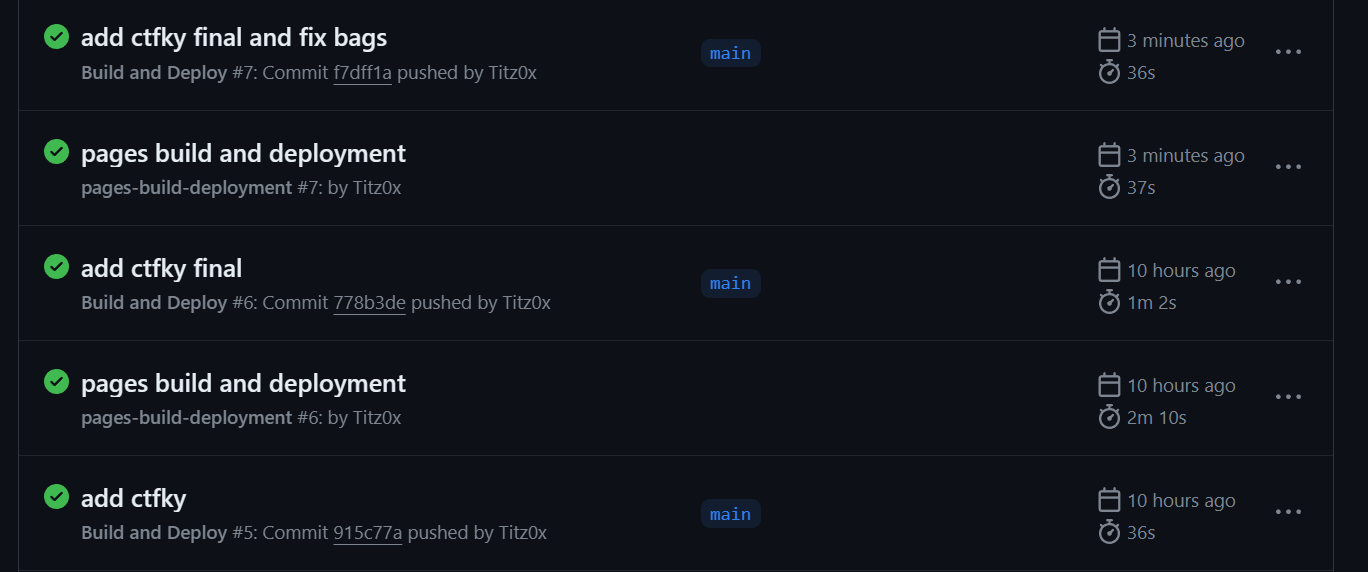 add ctfky final and fix bags
Build and Deploy #7: Commit f7dff1a pushed by Titz0x
main
3 minutes ago
36s
pages build and deployment
pages-build-deployment #7: by Titz0x
3 minutes ago
37s
add ctfky final
Build and Deploy #6: Commit 778b3de pushed by Titz0x
main
10 hours ago
1m 2s
pages build and deployment
pages-build-deployment #6: by Titz0x
10 hours ago
2m 10s
add ctfky
Build and Deploy #5: Commit 915c77a pushed by Titz0x
main
10 hours ago
36s